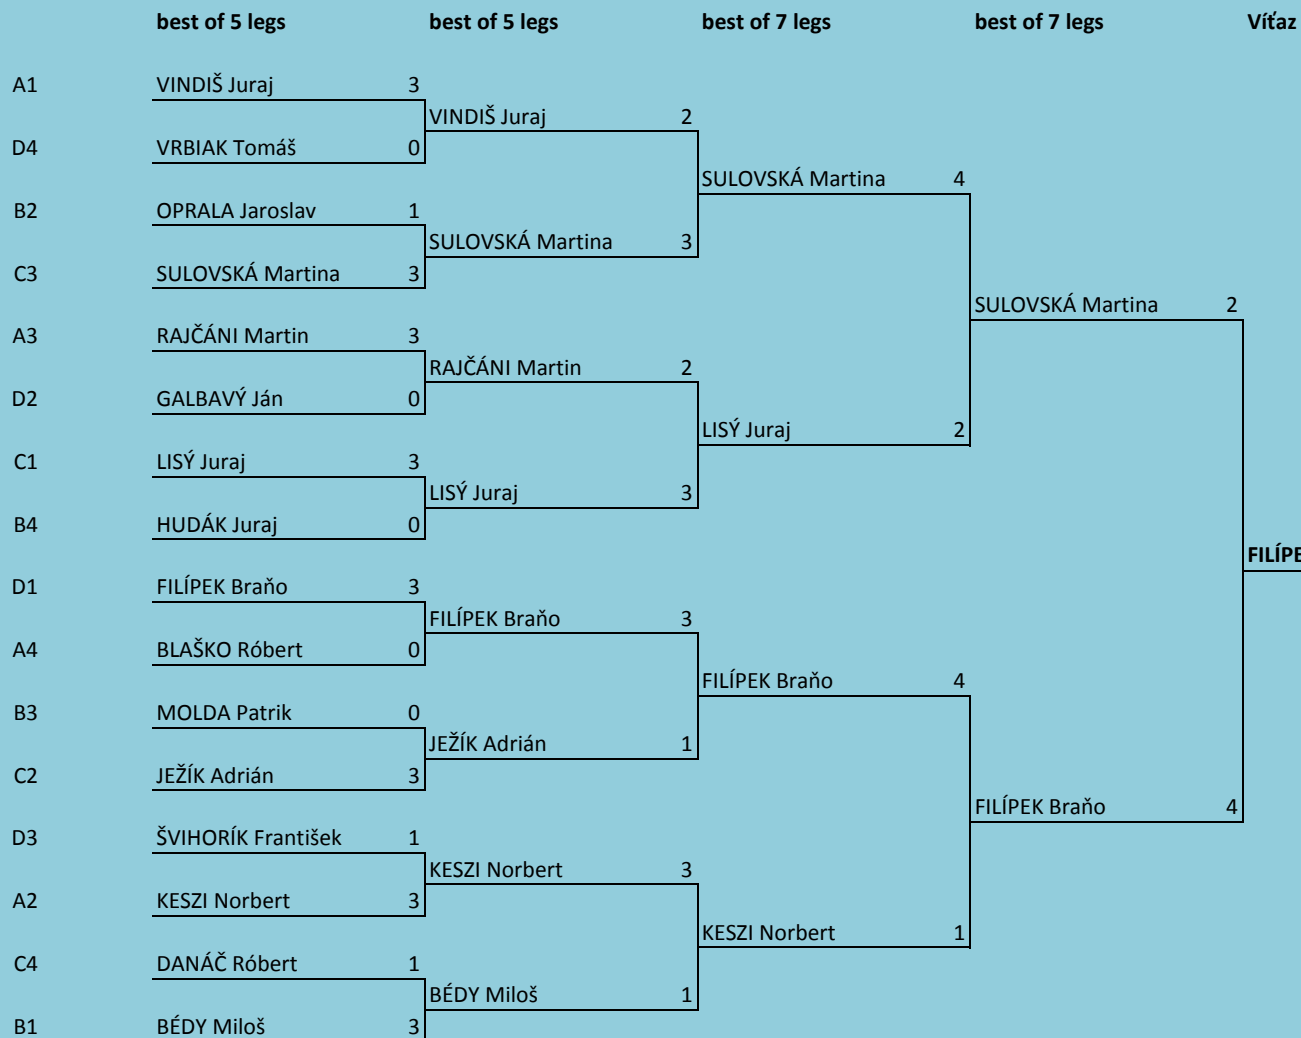 best of 5 legs best of 5 legs best of 7 legs best of 7 legs Víťaz
A1 VINDIŠ Juraj 3
VINDIŠ Juraj 2
D4 VRBIAK Tomáš 0
SULOVSKÁ Martina 4
B2 OPRALA Jaroslav 1
SULOVSKÁ Martina 3
C3 SULOVSKÁ Martina 3
SULOVSKÁ Martina 2
A3 RAJČÁNI Martin 3
RAJČÁNI Martin 2
D2 GALBAVÝ Ján 0
LISÝ Juraj 2
C1 LISÝ Juraj 3
LISÝ Juraj 3
B4 HUDÁK Juraj 0
FILÍPE
D1 FILÍPEK Braňo 3
FILÍPEK Braňo 3
A4 BLAŠKO Róbert 0
FILÍPEK Braňo 4
B3 MOLDA Patrik 0
JEŽÍK Adrián 1
C2 JEŽÍK Adrián 3
FILÍPEK Braňo 4
D3 ŠVIHORÍK František 1
KESZI Norbert 3
A2 KESZI Norbert 3
KESZI Norbert 1
C4 DANÁČ Róbert 1
BÉDY Miloš 1
B1 BÉDY Miloš 3